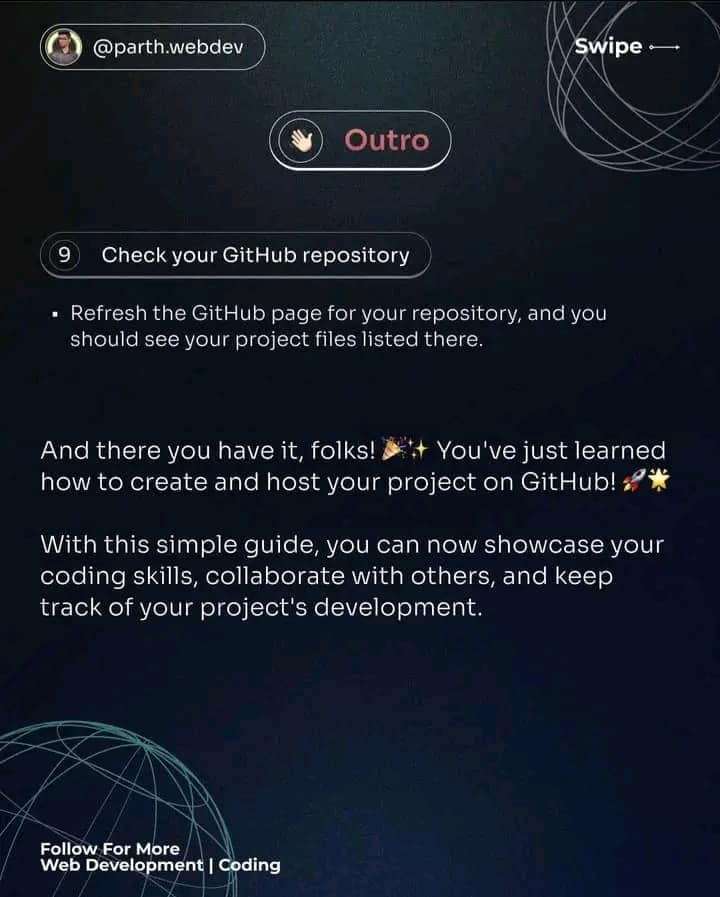 @parth.webdev
Swipe
👋🏻 Outro
9 Check your GitHub repository
▪ Refresh the GitHub page for your repository, and you
should see your project files listed there.
And there you have it, folks! 🎉✨ You've just learned
how to create and host your project on GitHub! 🚀🌟
With this simple guide, you can now showcase your
coding skills, collaborate with others, and keep
track of your project's development.
Follow For More
Web Development | Coding